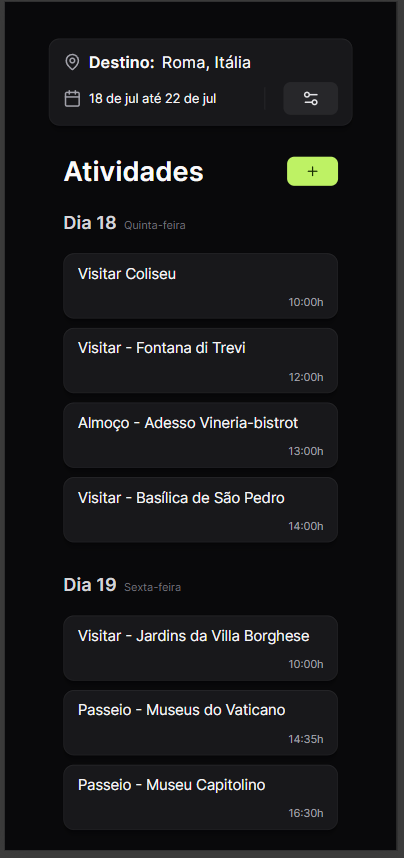 Destino: Roma, Itália
18 de jul até 22 de jul
Atividades
+
Dia 18 Quinta-feira
Visitar Coliseu
10:00h
Visitar - Fontana di Trevi
12:00h
Almoço - Adesso Vineria-bistrot
13:00h
Visitar - Basílica de São Pedro
14:00h
Dia 19 Sexta-feira
Visitar - Jardins da Villa Borghese
10:00h
Passeio - Museus do Vaticano
14:35h
Passeio - Museu Capitolino
16:30h